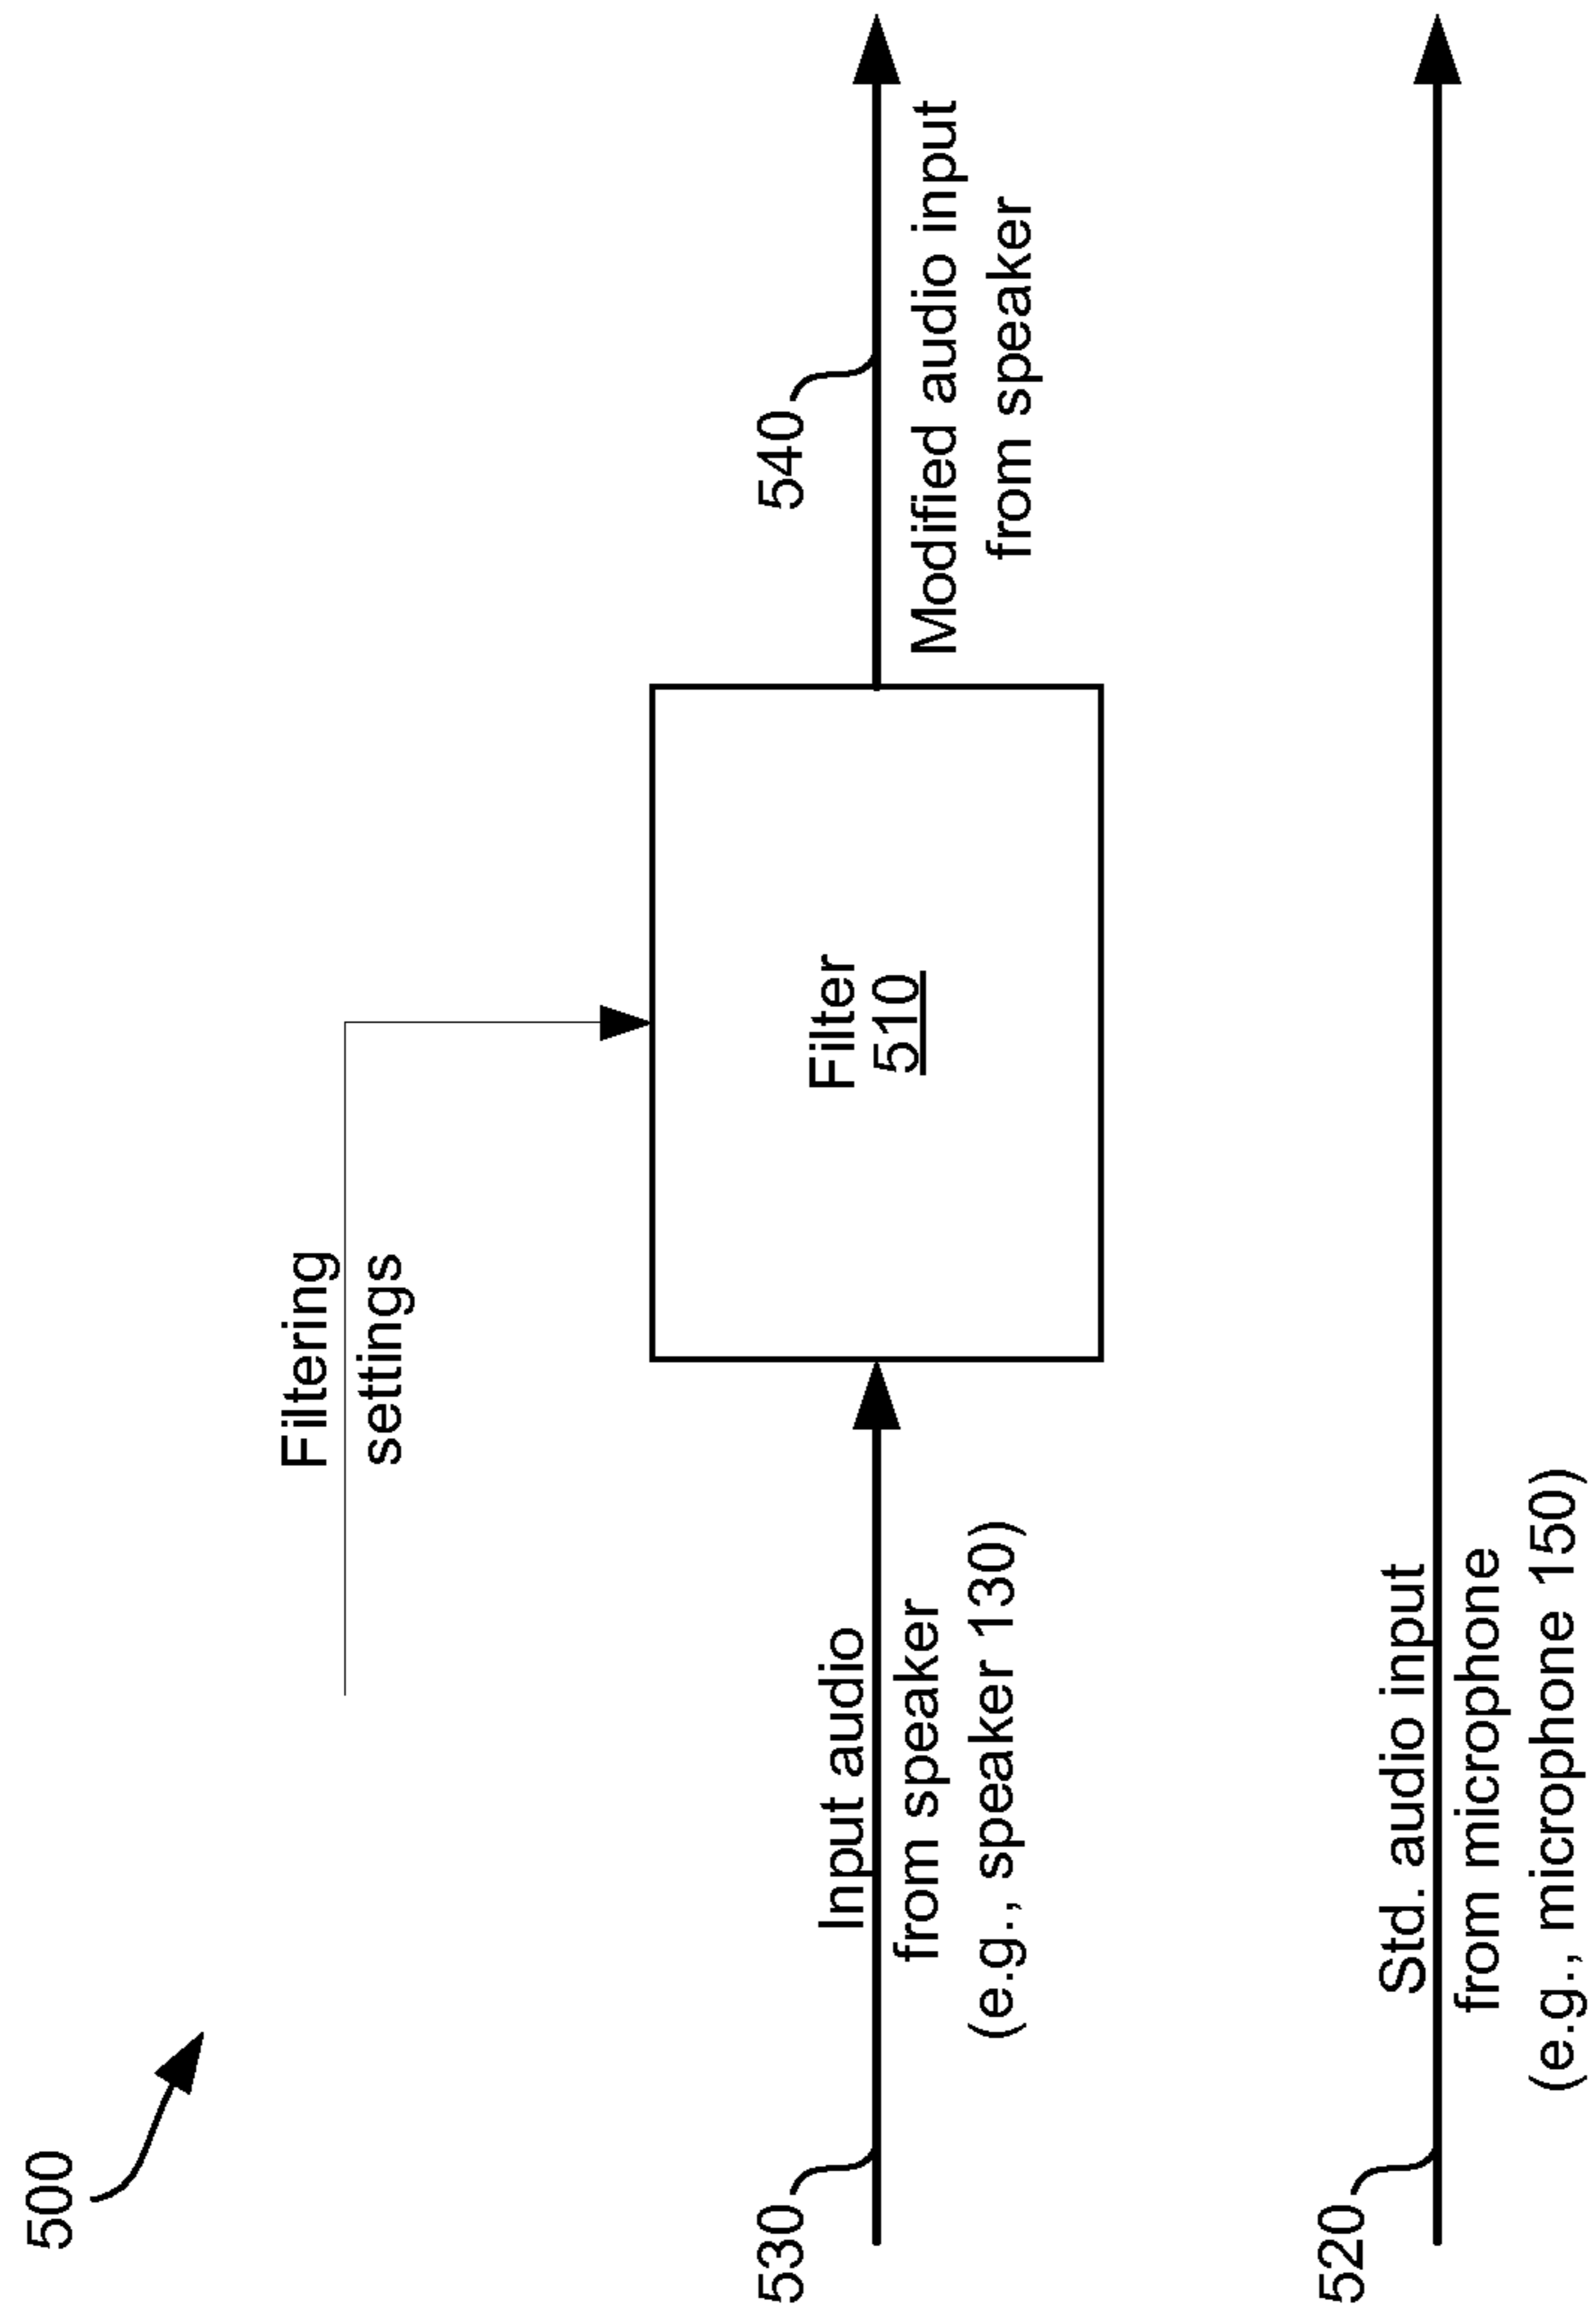 500
Filtering
settings
530
Input audio
from speaker
(e.g., speaker 130)
Filter
510
540
Modified audio input
from speaker
520
Std. audio input
from microphone
(e.g., microphone 150)